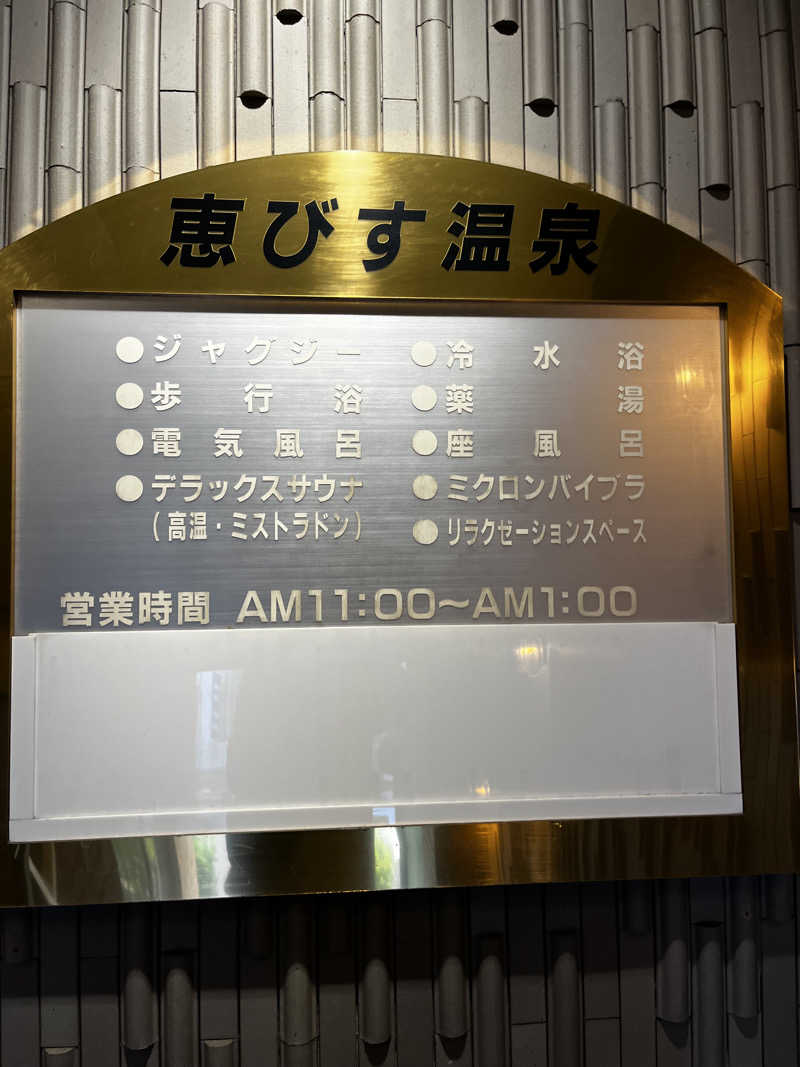 恵びす温泉
●ジャグジー
●歩行浴
●電気風呂
●デラックスサウナ
(高温・ミストラドン)
●冷水浴
●薬湯
●座風呂
●ミクロンバイブラ
●リラクゼーションスペース
営業時間 AM11:00～AM1:00